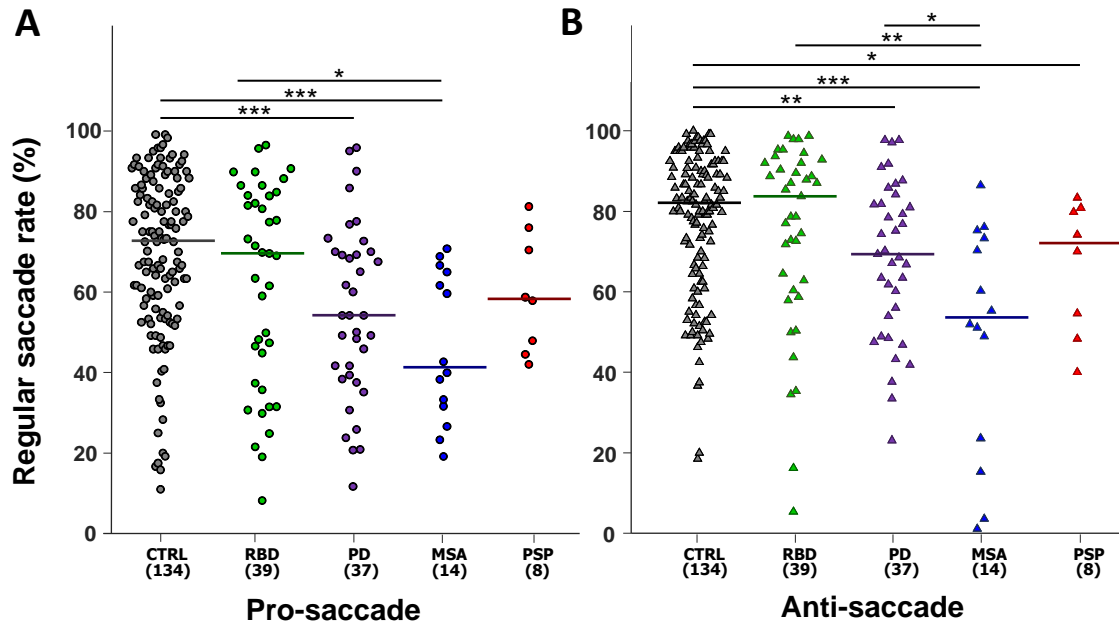 A
Regular saccade rate (%)
100
80
60
40
20
0
*
***
***
CTRL
(134)
RBD
(39)
PD
(37)
MSA
(14)
PSP
(8)
Pro-saccade
B
100
80
60
40
20
0
*
**
*
***
**
CTRL
(134)
RBD
(39)
PD
(37)
MSA
(14)
PSP
(8)
Anti-saccade